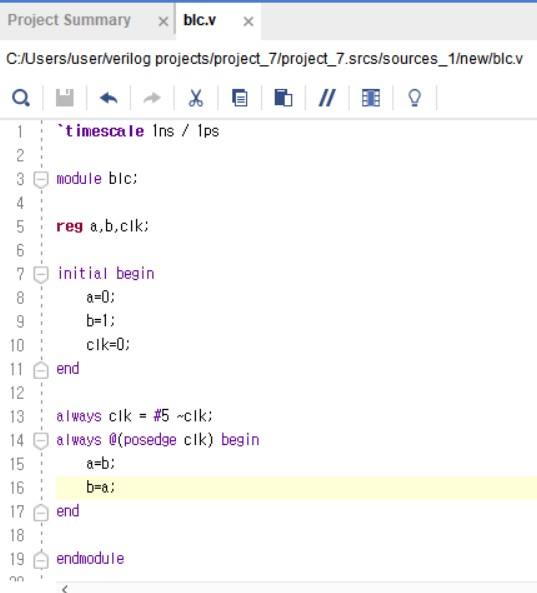 Project Summary × blc.v ×
C:/Users/user/verilog projects/project_7/project_7.srcs/sources_1/new/blc.v
1 `timescale 1ns / 1ps
2
3 module blc;
4
5 reg a,b,clk;
6
7 initial begin
8 a=0;
9 b=1;
10 clk=0;
11 end
12
13 always clk = #5 ~clk;
14 always @(posedge clk) begin
15 a=b;
16 b=a;
17 end
18
19 endmodule
20